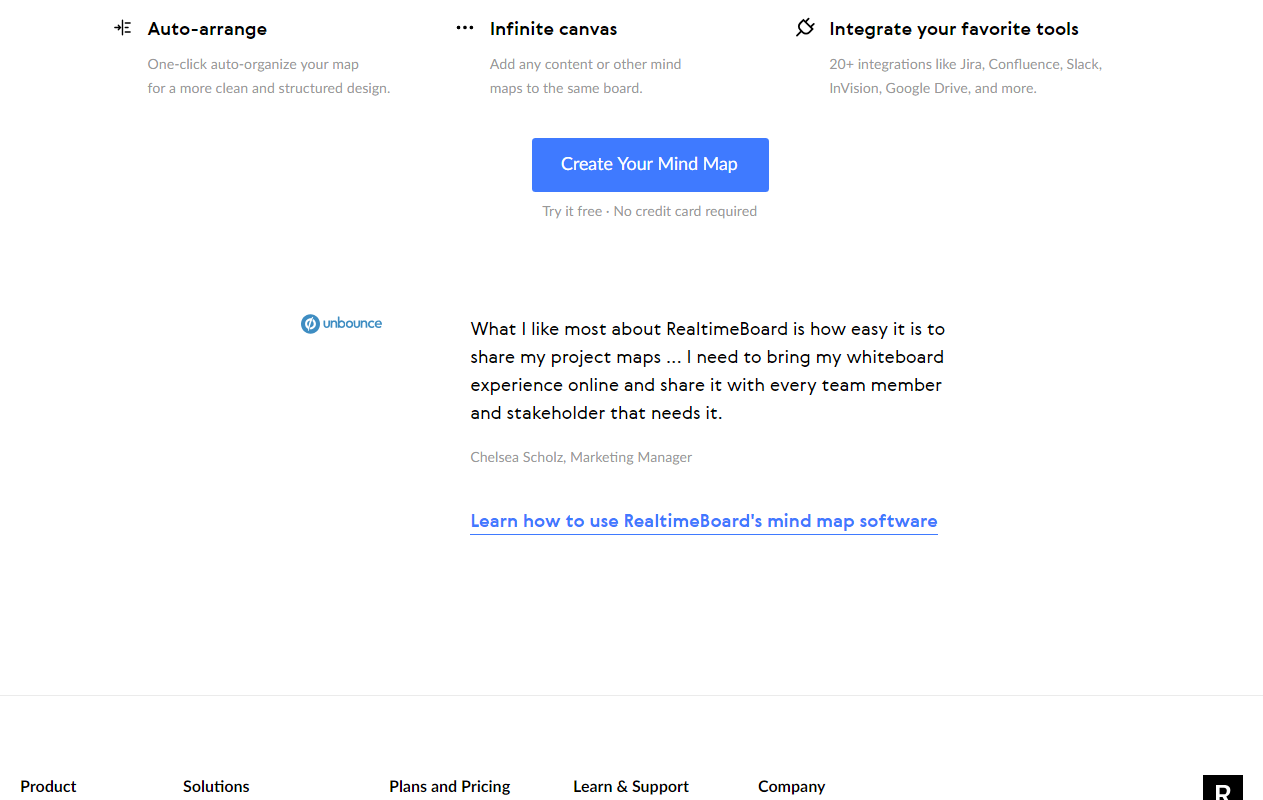 Auto-arrange
One-click auto-organize your map
for a more clean and structured design.
Infinite canvas
Add any content or other mind
maps to the same board.
Integrate your favorite tools
20+ integrations like Jira, Confluence, Slack,
InVision, Google Drive, and more.
Create Your Mind Map
Try it free · No credit card required
unbounce
What I like most about RealtimeBoard is how easy it is to
share my project maps ... I need to bring my whiteboard
experience online and share it with every team member
and stakeholder that needs it.
Chelsea Scholz, Marketing Manager
Learn how to use RealtimeBoard's mind map software
Product
Solutions
Plans and Pricing
Learn & Support
Company
R